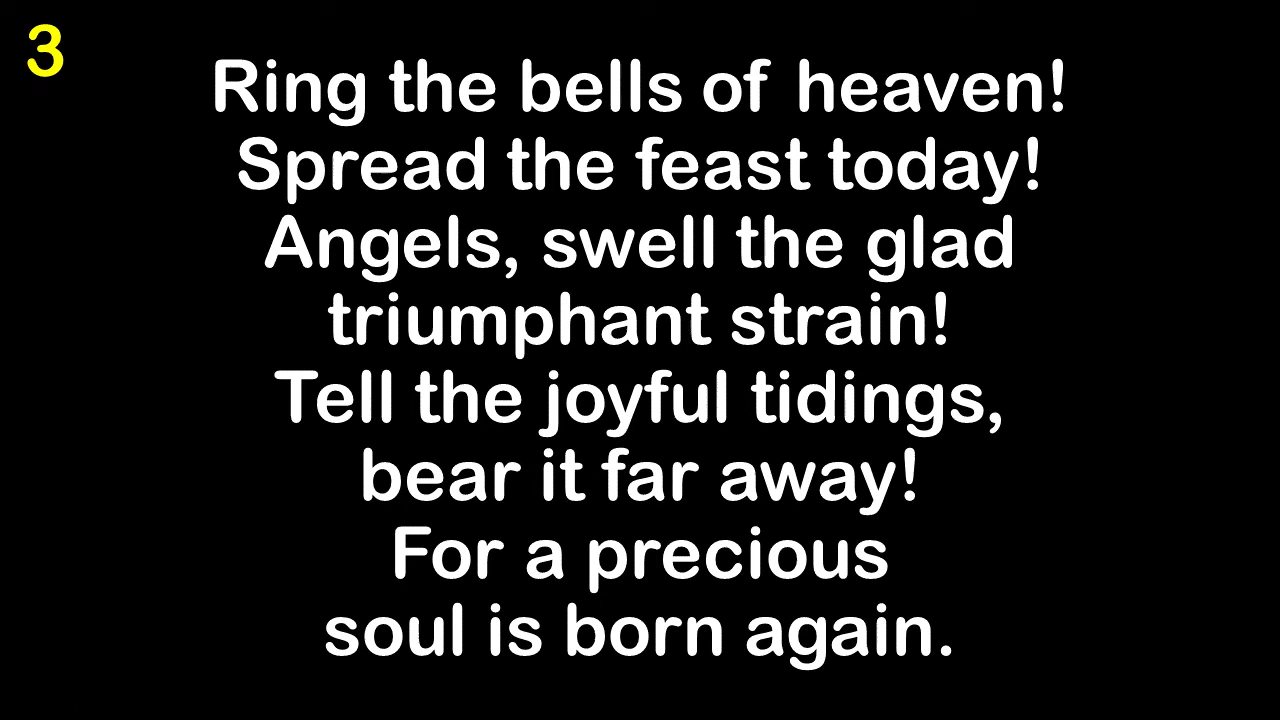 3
Ring the bells of heaven!
Spread the feast today!
Angels, swell the glad
triumphant strain!
Tell the joyful tidings,
bear it far away!
For a precious
soul is born again.